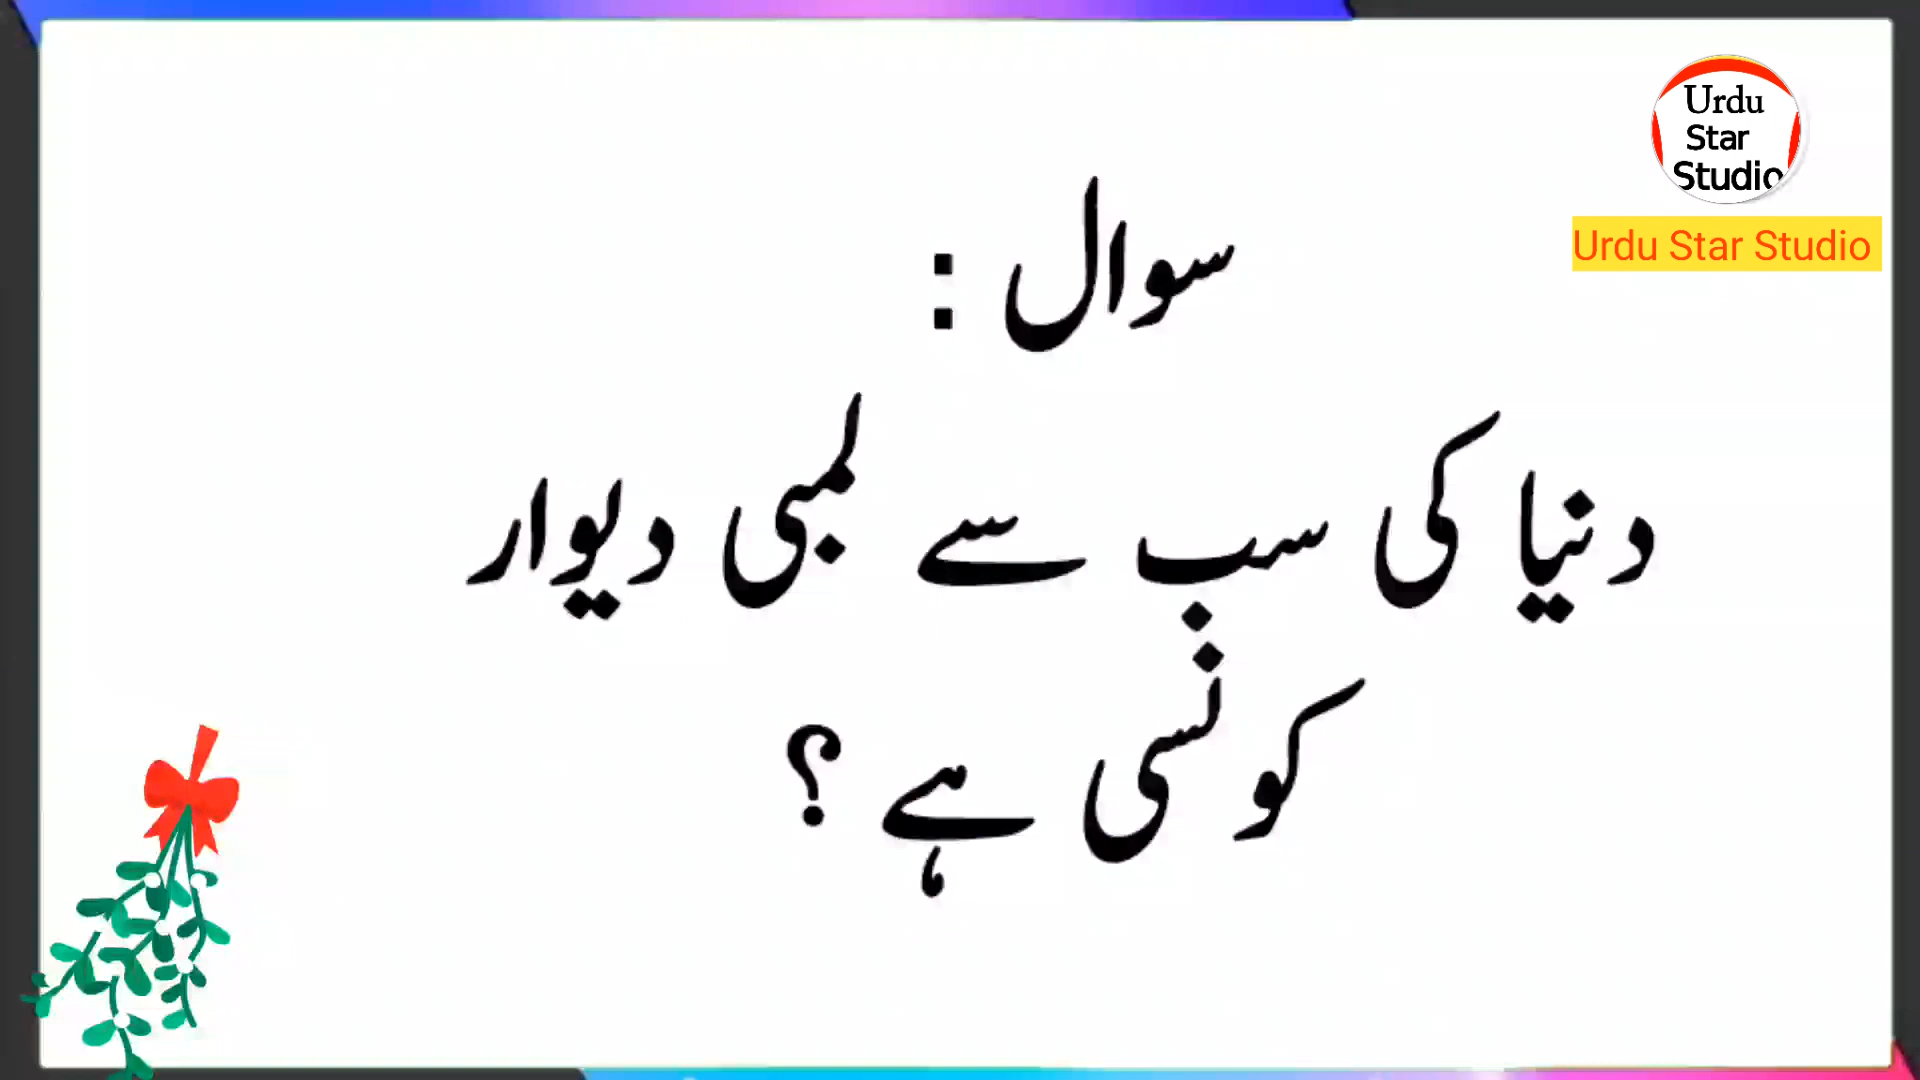 Urdu
Star
Studio
Urdu Star Studio
سوال :
دنیا کی سب سے لمبی دیوار
کونسی ہے ؟